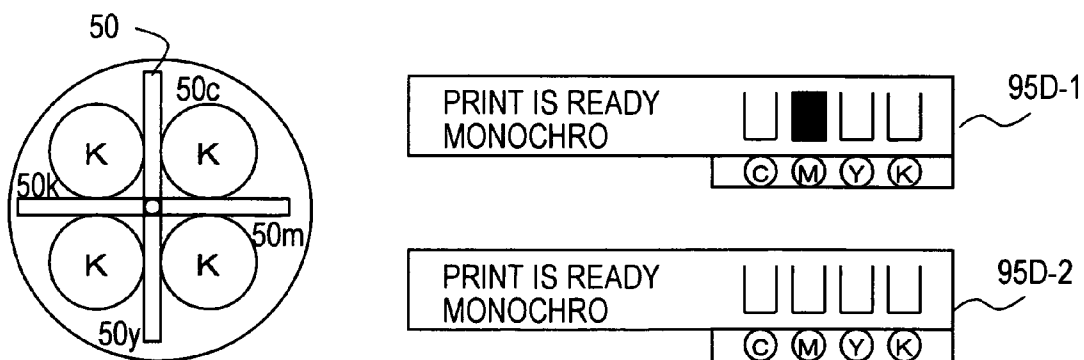 50
50c
K K
50k
50m
K K
50y
PRINT IS READY
MONOCHRO
C M Y K
95D-1
PRINT IS READY
MONOCHRO
C M Y K
95D-2